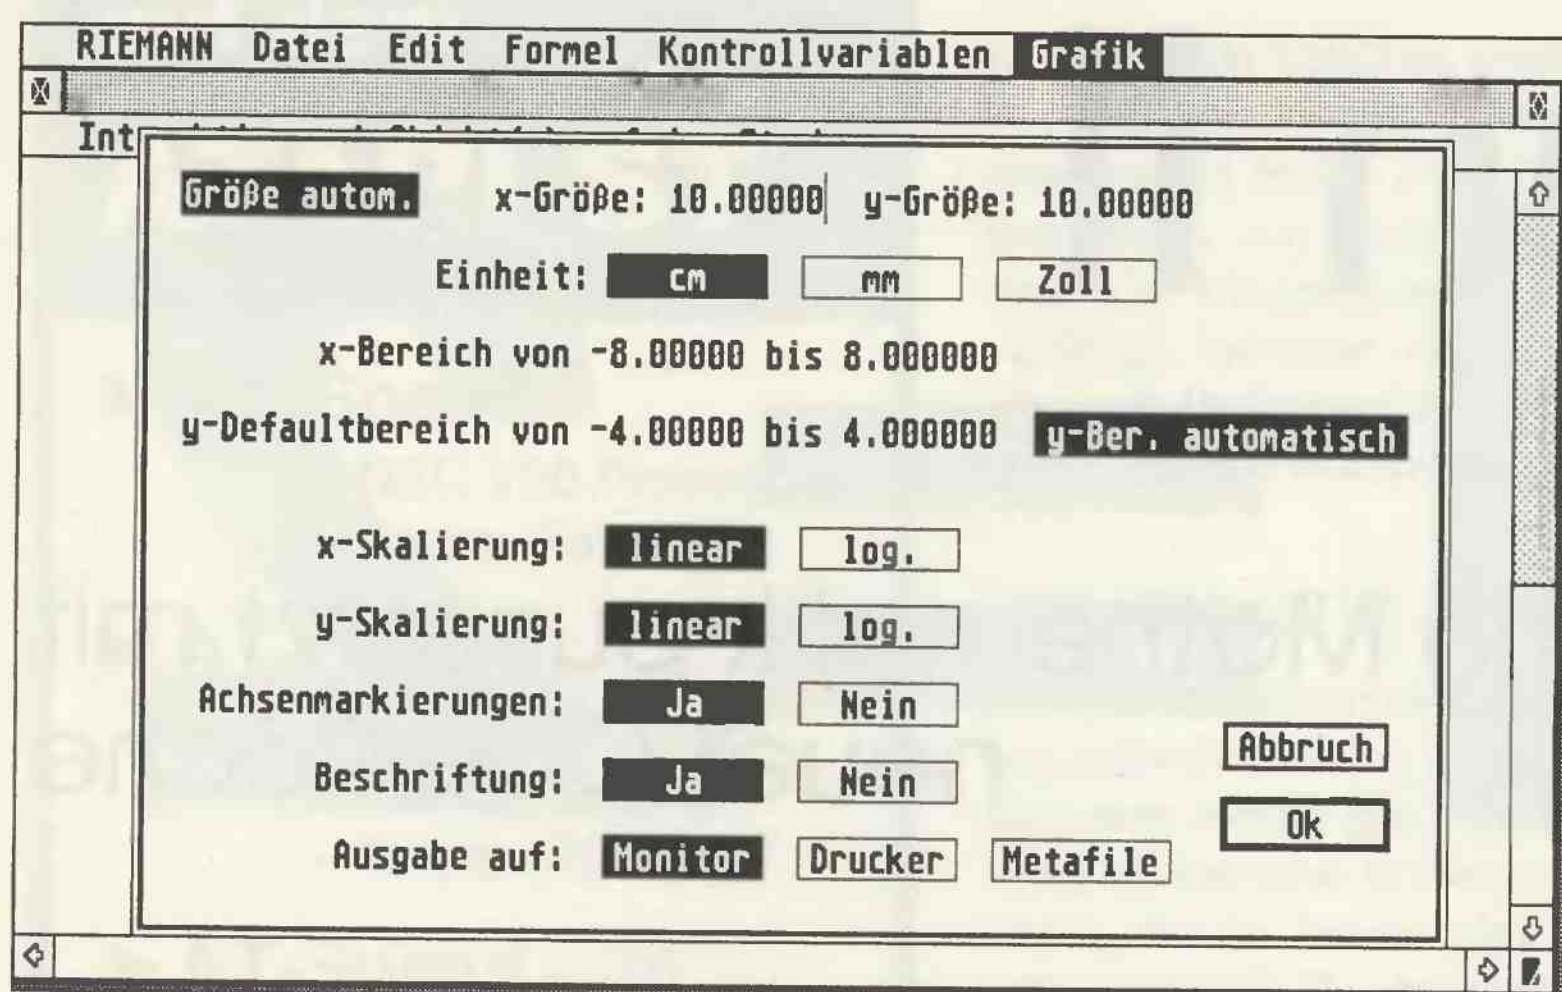 RIEMANN Datei Edit Formel Kontrollvariablen Grafik
Größe autom. x-Größe: 10.00000 y-Größe: 10.00000
Einheit: cm mm Zoll
x-Bereich von -8.00000 bis 8.000000
y-Defaultbereich von -4.00000 bis 4.000000 y-Ber. automatisch
x-Skalierung: linear log.
y-Skalierung: linear log.
Achsenmarkierungen: Ja Nein
Abbruch
Beschriftung: Ja Nein
Ok
Ausgabe auf: Monitor Drucker Metafile